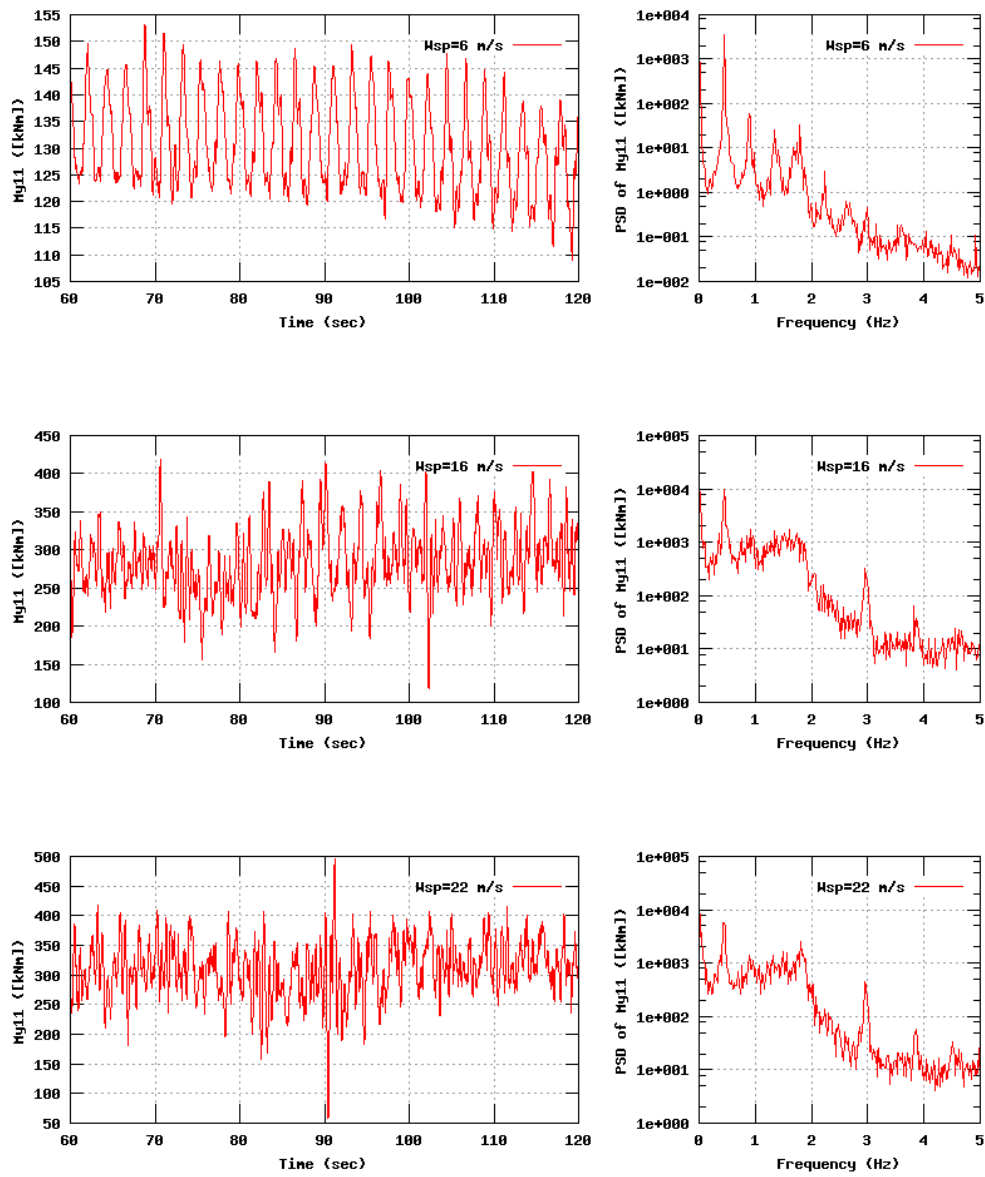 My11 ([kNm])
155
150
145
140
135
130
125
120
115
110
105
60 70 80 90 100 110 120
Time (sec)
Wsp=6 m/s
PSD of My11 ([kNm])
1e+004
1e+003
1e+002
1e+001
1e+000
1e-001
1e-002
0 1 2 3 4 5
Frequency (Hz)
Wsp=6 m/s
My11 ([kNm])
450
400
350
300
250
200
150
100
60 70 80 90 100 110 120
Time (sec)
Wsp=16 m/s
PSD of My11 ([kNm])
1e+005
1e+004
1e+003
1e+002
1e+001
1e+000
0 1 2 3 4 5
Frequency (Hz)
Wsp=16 m/s
My11 ([kNm])
500
450
400
350
300
250
200
150
100
50
60 70 80 90 100 110 120
Time (sec)
Wsp=22 m/s
PSD of My11 ([kNm])
1e+005
1e+004
1e+003
1e+002
1e+001
1e+000
0 1 2 3 4 5
Frequency (Hz)
Wsp=22 m/s